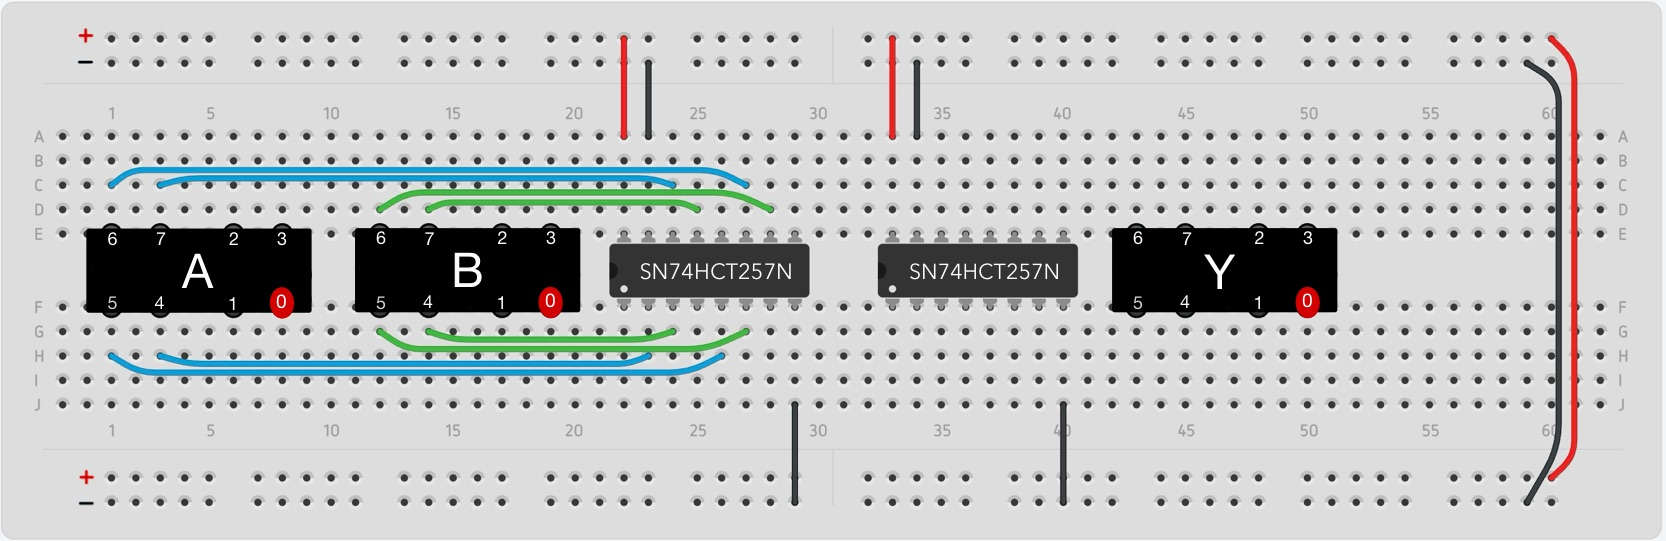 +
−
1 5 10 15 20 25 30 35 40 45 50 55 60
A A
B B
C C
D D
E E
6 7 2 3 6 7 2 3 6 7 2 3
A B SN74HCT257N SN74HCT257N Y
5 4 1 0 5 4 1 0 5 4 1 0
F F
G G
H H
I I
J J
1 5 10 15 20 25 30 35 40 45 50 55 60
+
−